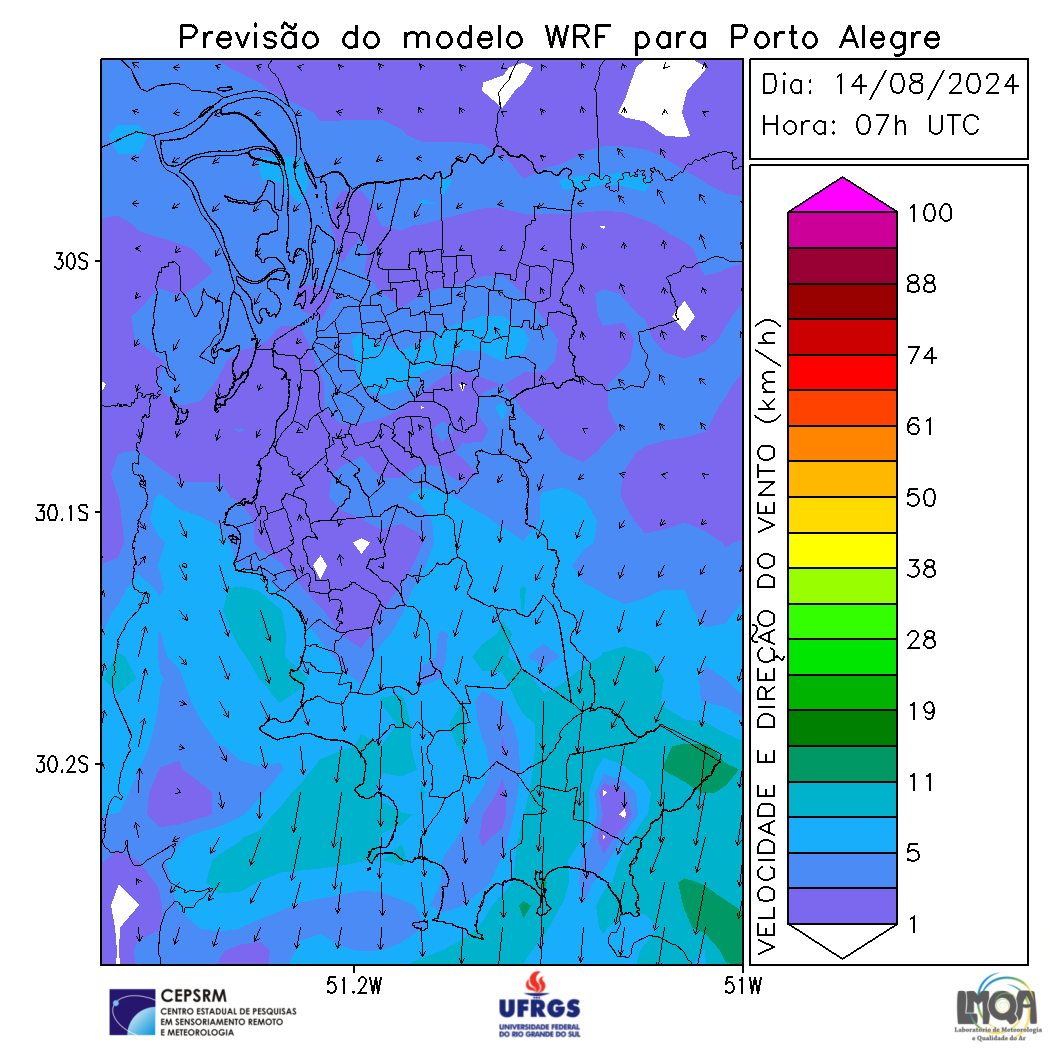 Previsão do modelo WRF para Porto Alegre
Dia: 14/08/2024
Hora: 07h UTC
30S
30.1S
30.2S
51.2W
51W
VELOCIDADE E DIREÇÃO DO VENTO (km/h)
100
88
74
61
50
38
28
19
11
5
1
CEPSRM
CENTRO ESTADUAL DE PESQUISAS
EM SENSORIAMENTO REMOTO
E METEOROLOGIA
UFRGS
UNIVERSIDADE FEDERAL
DO RIO GRANDE DO SUL
LMQA
Laboratório de Meteorologia
e Qualidade do Ar